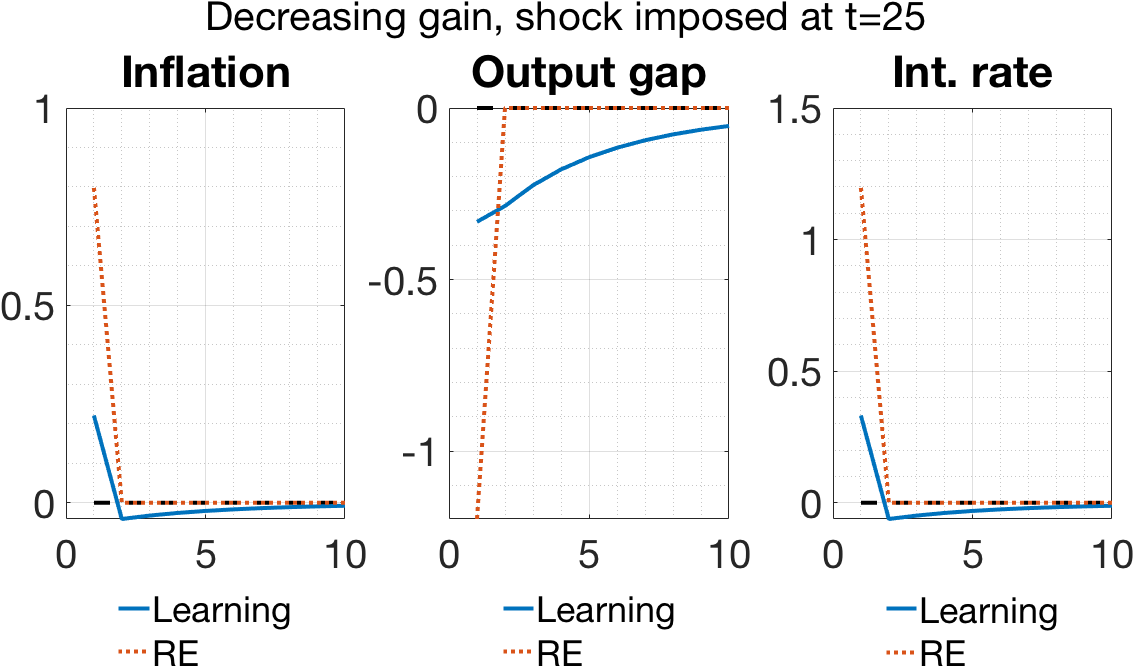 Decreasing gain, shock imposed at t=25
Inflation
1
0.5
0
0
5
10
Learning
RE
Output gap
0
-0.5
-1
0
5
10
Learning
RE
Int. rate
1.5
1
0.5
0
0
5
10
Learning
RE